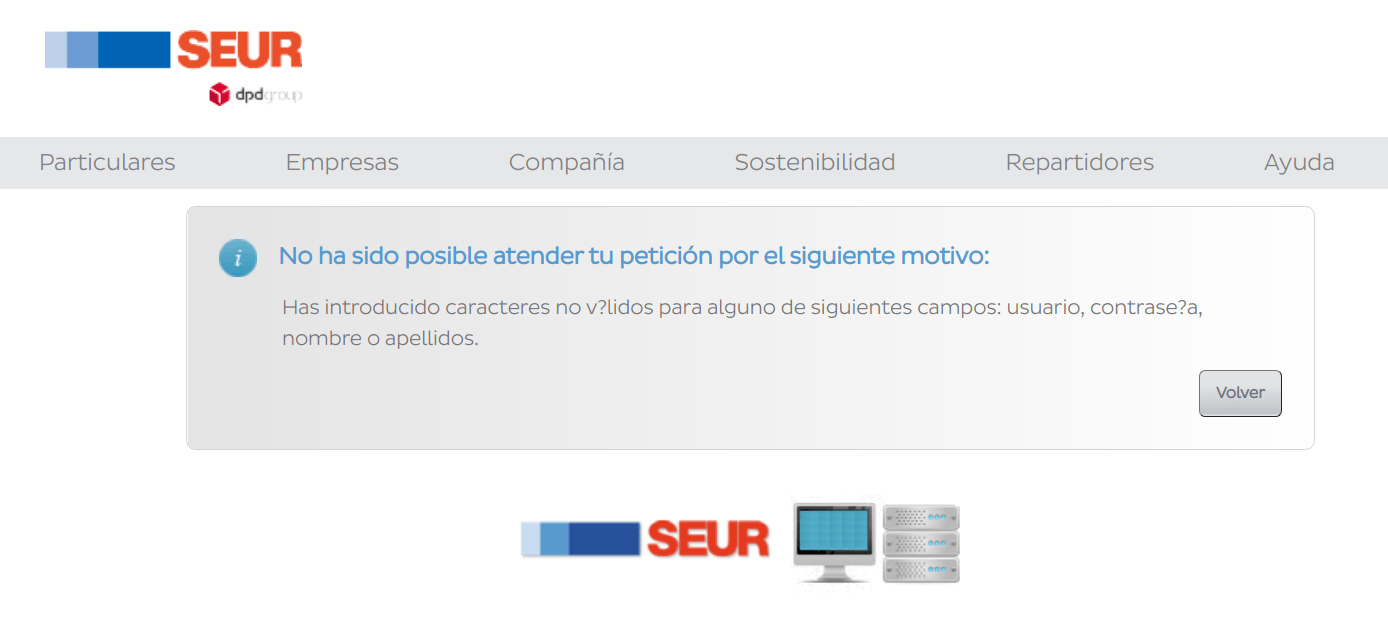 SEUR
dpdgroup
Particulares Empresas Compañía Sostenibilidad Repartidores Ayuda
No ha sido posible atender tu petición por el siguiente motivo:
Has introducido caracteres no v?lidos para alguno de siguientes campos: usuario, contrase?a,
nombre o apellidos.
Volver
SEUR